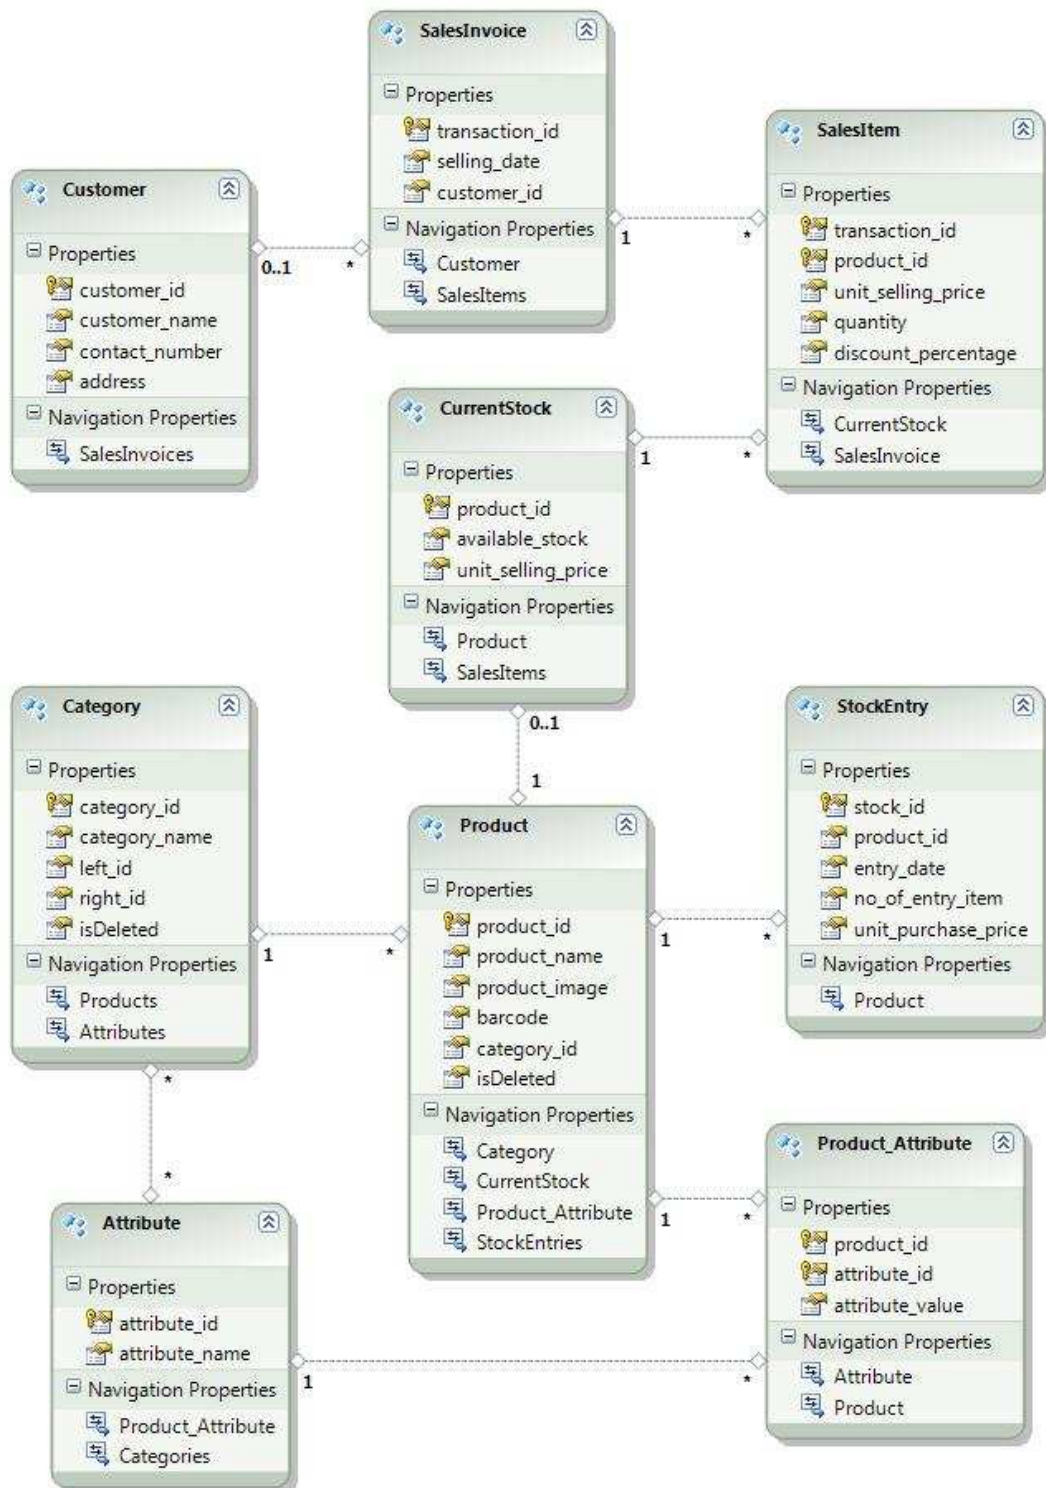 SalesInvoice
Properties
transaction_id
selling_date
customer_id
Navigation Properties
Customer
SalesItems
SalesItem
Properties
transaction_id
product_id
unit_selling_price
quantity
discount_percentage
Navigation Properties
CurrentStock
SalesInvoice
Customer
Properties
customer_id
customer_name
contact_number
address
Navigation Properties
SalesInvoices
0..1
*
1
*
CurrentStock
Properties
product_id
available_stock
unit_selling_price
Navigation Properties
Product
SalesItems
1
*
0..1
1
Category
Properties
category_id
category_name
left_id
right_id
isDeleted
Navigation Properties
Products
Attributes
1
*
Product
Properties
product_id
product_name
product_image
barcode
category_id
isDeleted
Navigation Properties
Category
CurrentStock
Product_Attribute
StockEntries
StockEntry
Properties
stock_id
product_id
entry_date
no_of_entry_item
unit_purchase_price
Navigation Properties
Product
1
*
*
*
1
*
Attribute
Properties
attribute_id
attribute_name
Navigation Properties
Product_Attribute
Categories
1
*
Product_Attribute
Properties
product_id
attribute_id
attribute_value
Navigation Properties
Attribute
Product